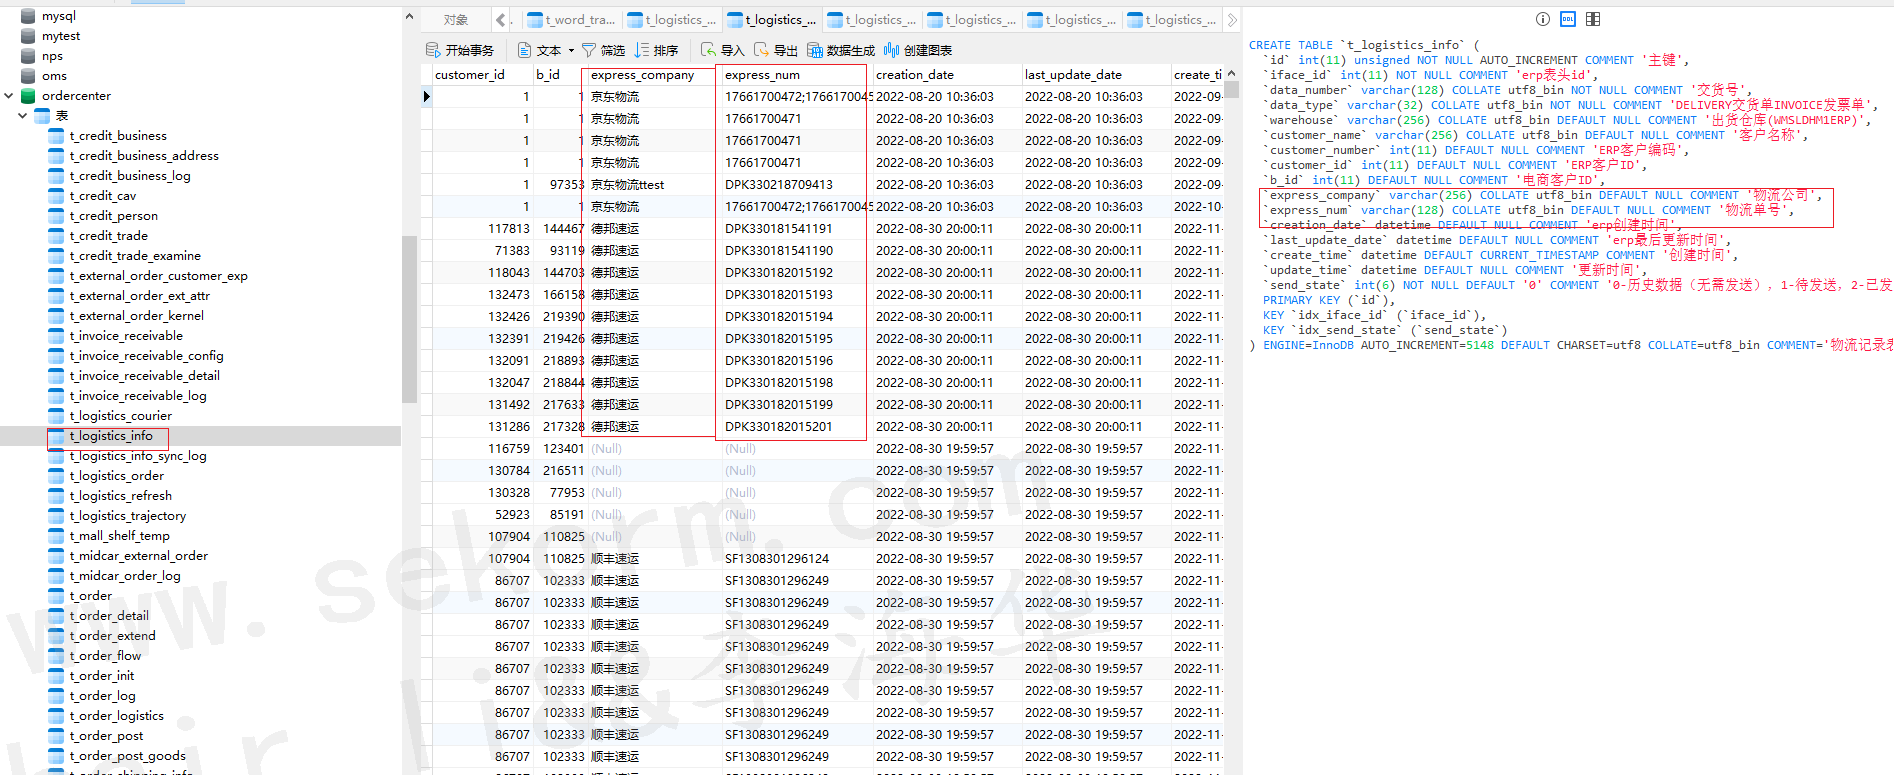 mysql
mytest
nps
oms
ordercenter
表
t_credit_business
t_credit_business_address
t_credit_business_log
t_credit_cav
t_credit_person
t_credit_trade
t_credit_trade_examine
t_external_order_customer_exp
t_external_order_ext_attr
t_external_order_kernel
t_invoice_receivable
t_invoice_receivable_config
t_invoice_receivable_detail
t_invoice_receivable_log
t_logistics_courier
t_logistics_info
t_logistics_info_sync_log
t_logistics_order
t_logistics_refresh
t_logistics_trajectory
t_mall_shelf_temp
t_midcar_external_order
t_midcar_order_log
t_order
t_order_detail
t_order_extend
t_order_flow
t_order_init
t_order_log
t_order_logistics
t_order_post
t_order_post_goods
对象 t_word_tra... t_logistics_... t_logistics_... t_logistics_... t_logistics_... t_logistics_... t_logistics_...
开始事务 文本 筛选 排序 导入 导出 数据生成 创建图表
customer_id b_id express_company express_num creation_date last_update_date create_ti
1 1 京东物流 17661700472;176617004 2022-08-20 10:36:03 2022-08-20 10:36:03 2022-09-
1 1 京东物流 17661700471 2022-08-20 10:36:03 2022-08-20 10:36:03 2022-09-
1 1 京东物流 17661700471 2022-08-20 10:36:03 2022-08-20 10:36:03 2022-09-
1 1 京东物流 17661700471 2022-08-20 10:36:03 2022-08-20 10:36:03 2022-09-
1 97353 京东物流ttest DPK330218709413 2022-08-20 10:36:03 2022-08-20 10:36:03 2022-09-
1 1 京东物流 17661700472;176617004 2022-08-20 10:36:03 2022-08-20 10:36:03 2022-10-
117813 144467 德邦速运 DPK330181541191 2022-08-30 20:00:11 2022-08-30 20:00:11 2022-11-
71383 93119 德邦速运 DPK330181541190 2022-08-30 20:00:11 2022-08-30 20:00:11 2022-11-
118043 144703 德邦速运 DPK330182015192 2022-08-30 20:00:11 2022-08-30 20:00:11 2022-11-
132473 166158 德邦速运 DPK330182015193 2022-08-30 20:00:11 2022-08-30 20:00:11 2022-11-
132426 219390 德邦速运 DPK330182015194 2022-08-30 20:00:11 2022-08-30 20:00:11 2022-11-
132391 219426 德邦速运 DPK330182015195 2022-08-30 20:00:11 2022-08-30 20:00:11 2022-11-
132091 218893 德邦速运 DPK330182015196 2022-08-30 20:00:11 2022-08-30 20:00:11 2022-11-
132047 218844 德邦速运 DPK330182015198 2022-08-30 20:00:11 2022-08-30 20:00:11 2022-11-
131492 217633 德邦速运 DPK330182015199 2022-08-30 20:00:11 2022-08-30 20:00:11 2022-11-
131286 217328 德邦速运 DPK330182015201 2022-08-30 20:00:11 2022-08-30 20:00:11 2022-11-
116759 123401 (Null) (Null) 2022-08-30 19:59:57 2022-08-30 19:59:57 2022-11-
130784 216511 (Null) (Null) 2022-08-30 19:59:57 2022-08-30 19:59:57 2022-11-
130328 77953 (Null) (Null) 2022-08-30 19:59:57 2022-08-30 19:59:57 2022-11-
52923 85191 (Null) (Null) 2022-08-30 19:59:57 2022-08-30 19:59:57 2022-11-
107904 110825 (Null) (Null) 2022-08-30 19:59:57 2022-08-30 19:59:57 2022-11-
107904 110825 顺丰速运 SF1308301296124 2022-08-30 19:59:57 2022-08-30 19:59:57 2022-11-
86707 102333 顺丰速运 SF1308301296249 2022-08-30 19:59:57 2022-08-30 19:59:57 2022-11-
86707 102333 顺丰速运 SF1308301296249 2022-08-30 19:59:57 2022-08-30 19:59:57 2022-11-
86707 102333 顺丰速运 SF1308301296249 2022-08-30 19:59:57 2022-08-30 19:59:57 2022-11-
86707 102333 顺丰速运 SF1308301296249 2022-08-30 19:59:57 2022-08-30 19:59:57 2022-11-
86707 102333 顺丰速运 SF1308301296249 2022-08-30 19:59:57 2022-08-30 19:59:57 2022-11-
86707 102333 顺丰速运 SF1308301296249 2022-08-30 19:59:57 2022-08-30 19:59:57 2022-11-
86707 102333 顺丰速运 SF1308301296249 2022-08-30 19:59:57 2022-08-30 19:59:57 2022-11-
86707 102333 顺丰速运 SF1308301296249 2022-08-30 19:59:57 2022-08-30 19:59:57 2022-11-
86707 102333 顺丰速运 SF1308301296249 2022-08-30 19:59:57 2022-08-30 19:59:57 2022-11-
DDL
CREATE TABLE `t_logistics_info` (
`id` int(11) unsigned NOT NULL AUTO_INCREMENT COMMENT '主键',
`iface_id` int(11) NOT NULL COMMENT 'erp表头id',
`data_number` varchar(128) COLLATE utf8_bin NOT NULL COMMENT '交货号',
`data_type` varchar(32) COLLATE utf8_bin NOT NULL COMMENT 'DELIVERY交货单INVOICE发票单',
`warehouse` varchar(256) COLLATE utf8_bin DEFAULT NULL COMMENT '出货仓库(WMSLDHM1ERP)',
`customer_name` varchar(256) COLLATE utf8_bin DEFAULT NULL COMMENT '客户名称',
`customer_number` int(11) DEFAULT NULL COMMENT 'ERP客户编码',
`customer_id` int(11) DEFAULT NULL COMMENT 'ERP客户ID',
`b_id` int(11) DEFAULT NULL COMMENT '电商客户ID',
`express_company` varchar(256) COLLATE utf8_bin DEFAULT NULL COMMENT '物流公司',
`express_num` varchar(128) COLLATE utf8_bin DEFAULT NULL COMMENT '物流单号',
`creation_date` datetime DEFAULT NULL COMMENT 'erp创建时间',
`last_update_date` datetime DEFAULT NULL COMMENT 'erp最后更新时间',
`create_time` datetime DEFAULT CURRENT_TIMESTAMP COMMENT '创建时间',
`update_time` datetime DEFAULT NULL COMMENT '更新时间',
`send_state` int(6) NOT NULL DEFAULT '0' COMMENT '0-历史数据（无需发送），1-待发送，2-已发
PRIMARY KEY (`id`),
KEY `idx_iface_id` (`iface_id`),
KEY `idx_send_state` (`send_state`)
) ENGINE=InnoDB AUTO_INCREMENT=5148 DEFAULT CHARSET=utf8 COLLATE=utf8_bin COMMENT='物流记录表
www.sekorm.com
li&李海华